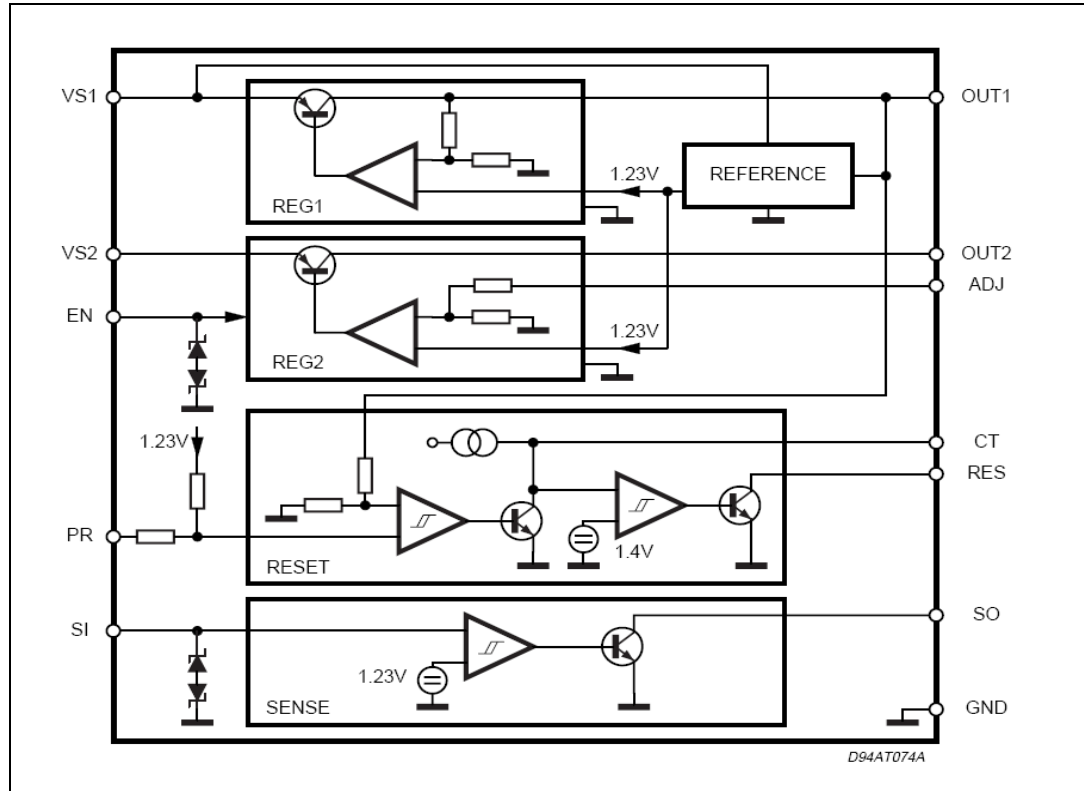 VS1
OUT1
1.23V
REFERENCE
REG1
VS2
OUT2
ADJ
EN
1.23V
REG2
1.23V
CT
RES
PR
1.4V
RESET
SI
SO
1.23V
SENSE
GND
D94AT074A